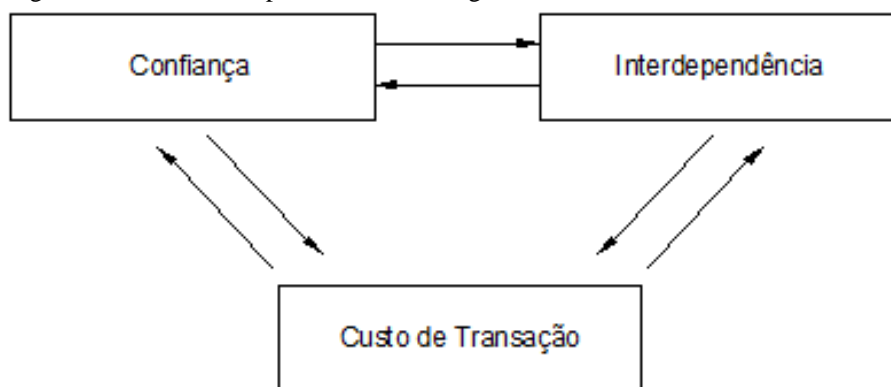 Confiança
Interdependência
Custo de Transação